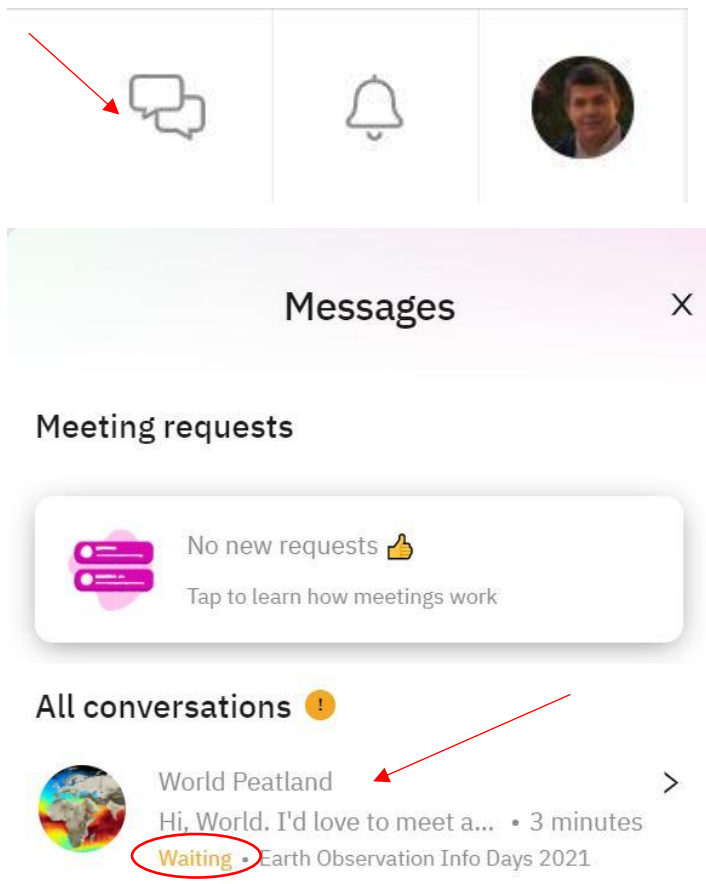 Messages
X
Meeting requests
No new requests 👍
Tap to learn how meetings work
All conversations !
World Peatland
Hi, World. I'd love to meet a... • 3 minutes
Waiting • Earth Observation Info Days 2021